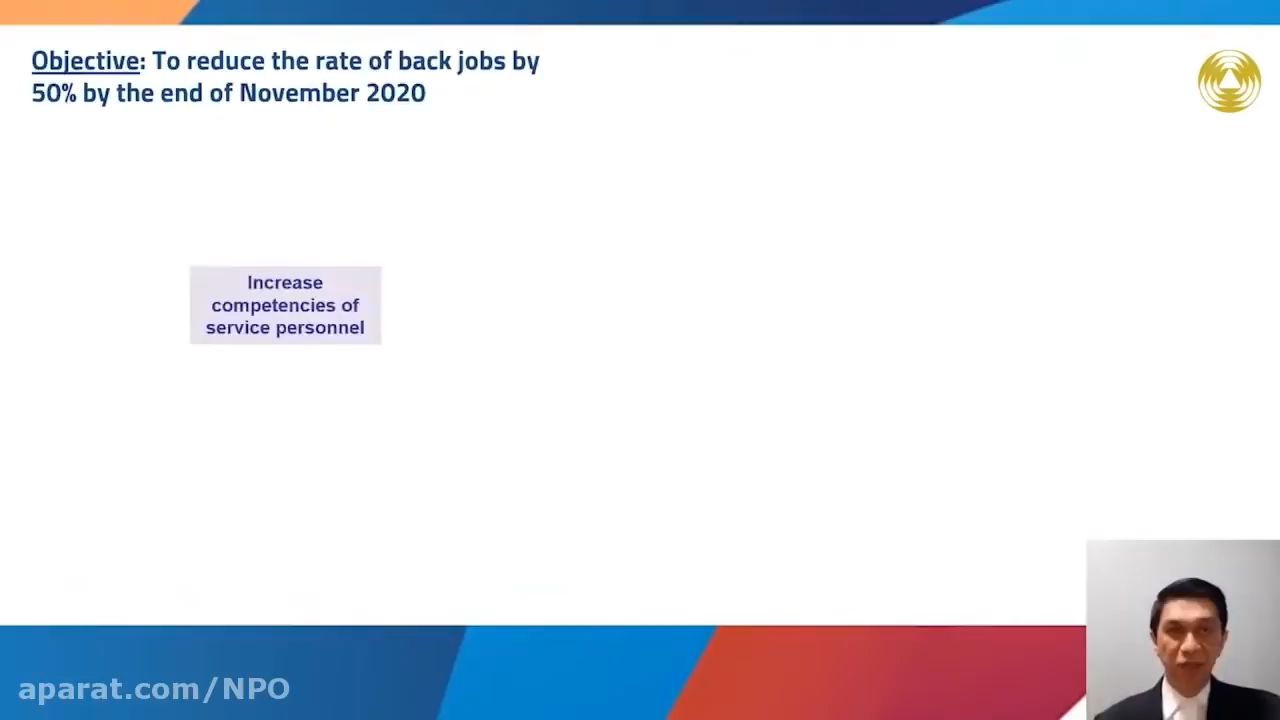 Objective: To reduce the rate of back jobs by
50% by the end of November 2020
Increase
competencies of
service personnel
aparat.com/NPO